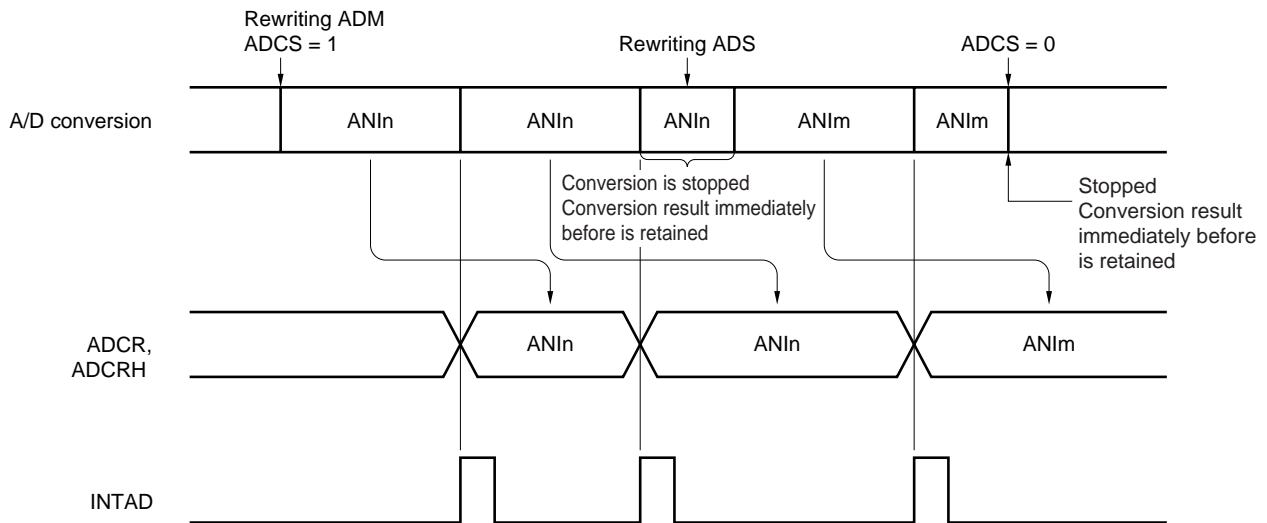 Rewriting ADM
ADCS = 1
Rewriting ADS
ADCS = 0
A/D conversion
ANIn
ANIn
ANIn
ANIm
ANIm
Conversion is stopped
Conversion result immediately
before is retained
Stopped
Conversion result
immediately before
is retained
ADCR,
ADCRH
ANIn
ANIn
ANIm
INTAD